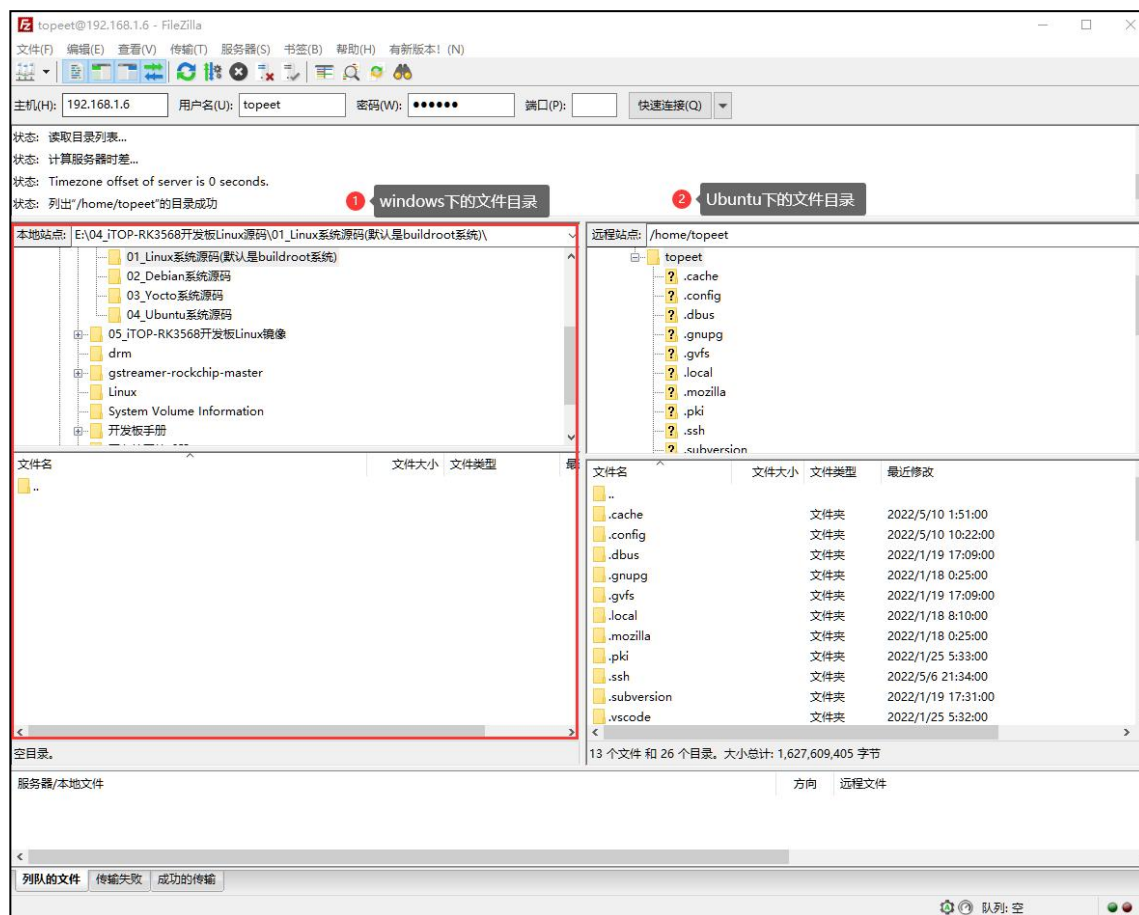 topeet@192.168.1.6 - FileZilla
文件(F) 编辑(E) 查看(V) 传输(T) 服务器(S) 书签(B) 帮助(H) 有新版本! (N)
主机(H): 192.168.1.6 用户名(U): topeet 密码(W): ●●●●●● 端口(P): 快速连接(Q)
状态: 读取目录列表...
状态: 计算服务器时差...
状态: Timezone offset of server is 0 seconds.
状态: 列出"/home/topeet"的目录成功
1 windows下的文件目录
2 Ubuntu下的文件目录
本地站点: E:\04_iTOP-RK3568开发板Linux源码\01_Linux系统源码(默认是buildroot系统)\
01_Linux系统源码(默认是buildroot系统)
02_Debian系统源码
03_Yocto系统源码
04_Ubuntu系统源码
05_iTOP-RK3568开发板Linux镜像
drm
gstreamer-rockchip-master
Linux
System Volume Information
开发板手册
文件名 文件大小 文件类型
..
空目录。
远程站点: /home/topeet
topeet
.cache
.config
.dbus
.gnupg
.gvfs
.local
.mozilla
.pki
.ssh
.subversion
文件名 文件大小 文件类型 最近修改
..
.cache 文件夹 2022/5/10 1:51:00
.config 文件夹 2022/5/10 10:22:00
.dbus 文件夹 2022/1/19 17:09:00
.gnupg 文件夹 2022/1/18 0:25:00
.gvfs 文件夹 2022/1/19 17:09:00
.local 文件夹 2022/1/18 8:10:00
.mozilla 文件夹 2022/1/18 0:25:00
.pki 文件夹 2022/1/25 5:33:00
.ssh 文件夹 2022/5/6 21:34:00
.subversion 文件夹 2022/1/19 17:31:00
.vscode 文件夹 2022/1/25 5:32:00
13 个文件 和 26 个目录。大小总计: 1,627,609,405 字节
服务器/本地文件 方向 远程文件
列队的文件 传输失败 成功的传输
队列: 空